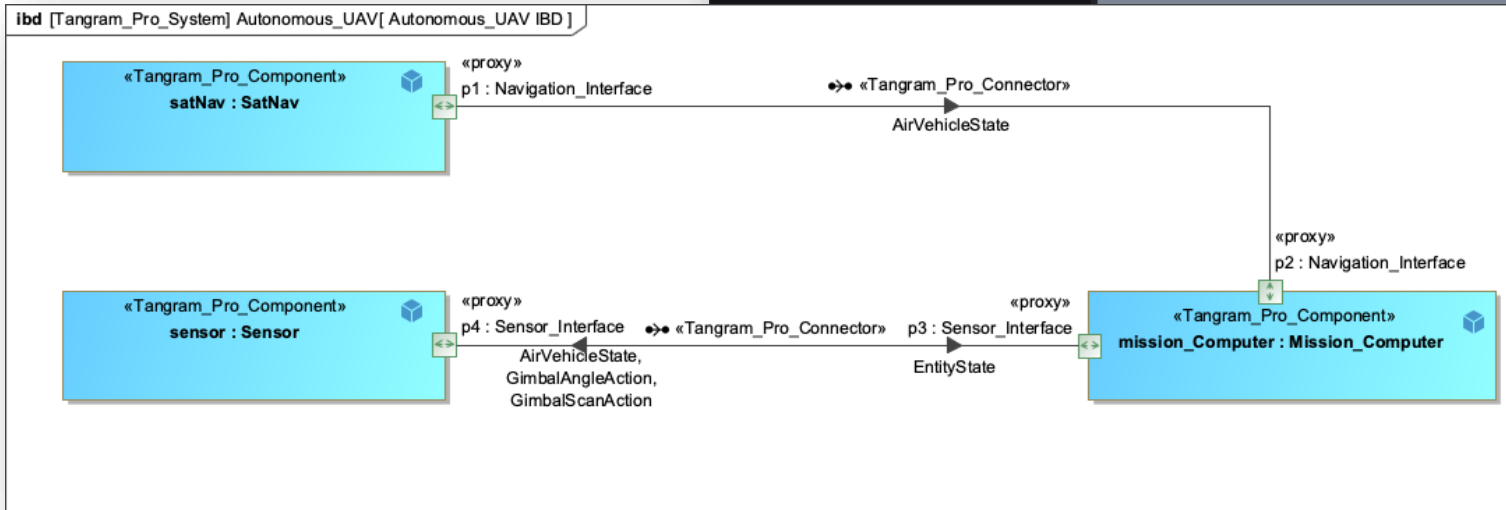 ibd [Tangram_Pro_System] Autonomous_UAV[ Autonomous_UAV IBD ]
«Tangram_Pro_Component»
satNav : SatNav
«proxy»
p1 : Navigation_Interface
«Tangram_Pro_Connector»
AirVehicleState
«proxy»
p2 : Navigation_Interface
«Tangram_Pro_Component»
sensor : Sensor
«proxy»
p4 : Sensor_Interface
«Tangram_Pro_Connector»
AirVehicleState,
GimbalAngleAction,
GimbalScanAction
«proxy»
p3 : Sensor_Interface
EntityState
«Tangram_Pro_Component»
mission_Computer : Mission_Computer